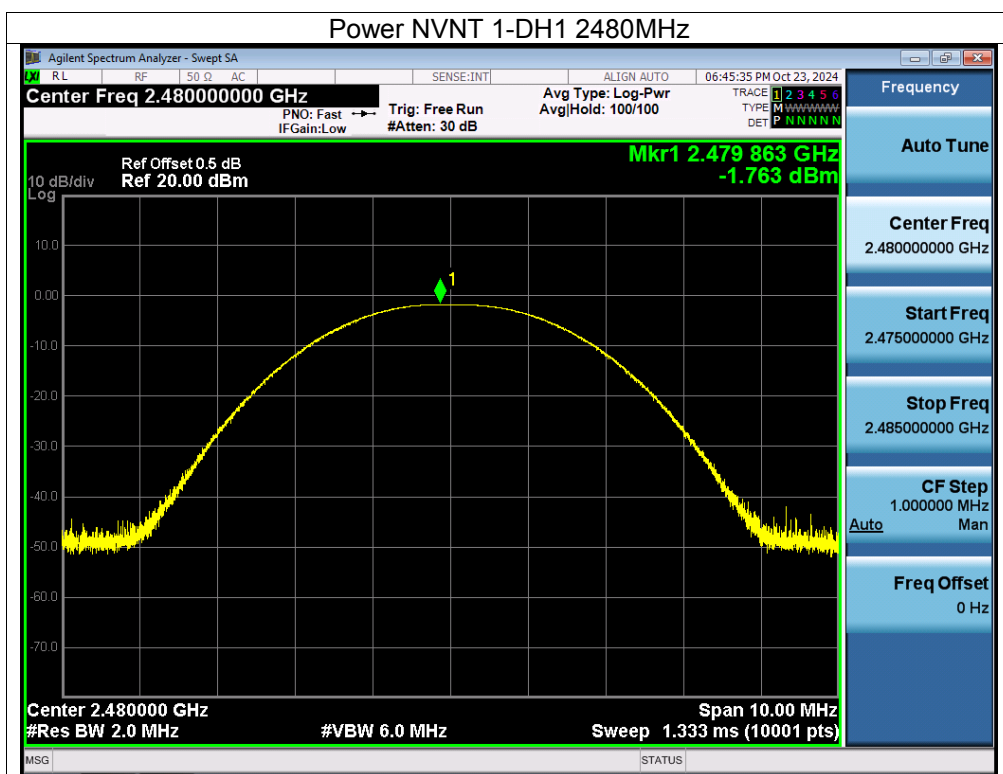 Power NVNT 1-DH1 2480MHz
Agilent Spectrum Analyzer - Swept SA
LXI RL RF 50 Ω AC SENSE:INT ALIGN AUTO 06:45:35 PM Oct 23, 2024
Center Freq 2.480000000 GHz
PNO: Fast
IFGain:Low
Trig: Free Run
#Atten: 30 dB
Avg Type: Log-Pwr
Avg|Hold: 100/100
TRACE 1 2 3 4 5 6
TYPE M WWWWW
DET P N N N N N
Mkr1 2.479 863 GHz
-1.763 dBm
Ref Offset 0.5 dB
10 dB/div Ref 20.00 dBm
Log
10.0
0.00
-10.0
-20.0
-30.0
-40.0
-50.0
-60.0
-70.0
1
Center 2.480000 GHz Span 10.00 MHz
#Res BW 2.0 MHz #VBW 6.0 MHz Sweep 1.333 ms (10001 pts)
MSG STATUS
Frequency
Auto Tune
Center Freq
2.480000000 GHz
Start Freq
2.475000000 GHz
Stop Freq
2.485000000 GHz
CF Step
1.000000 MHz
Auto Man
Freq Offset
0 Hz